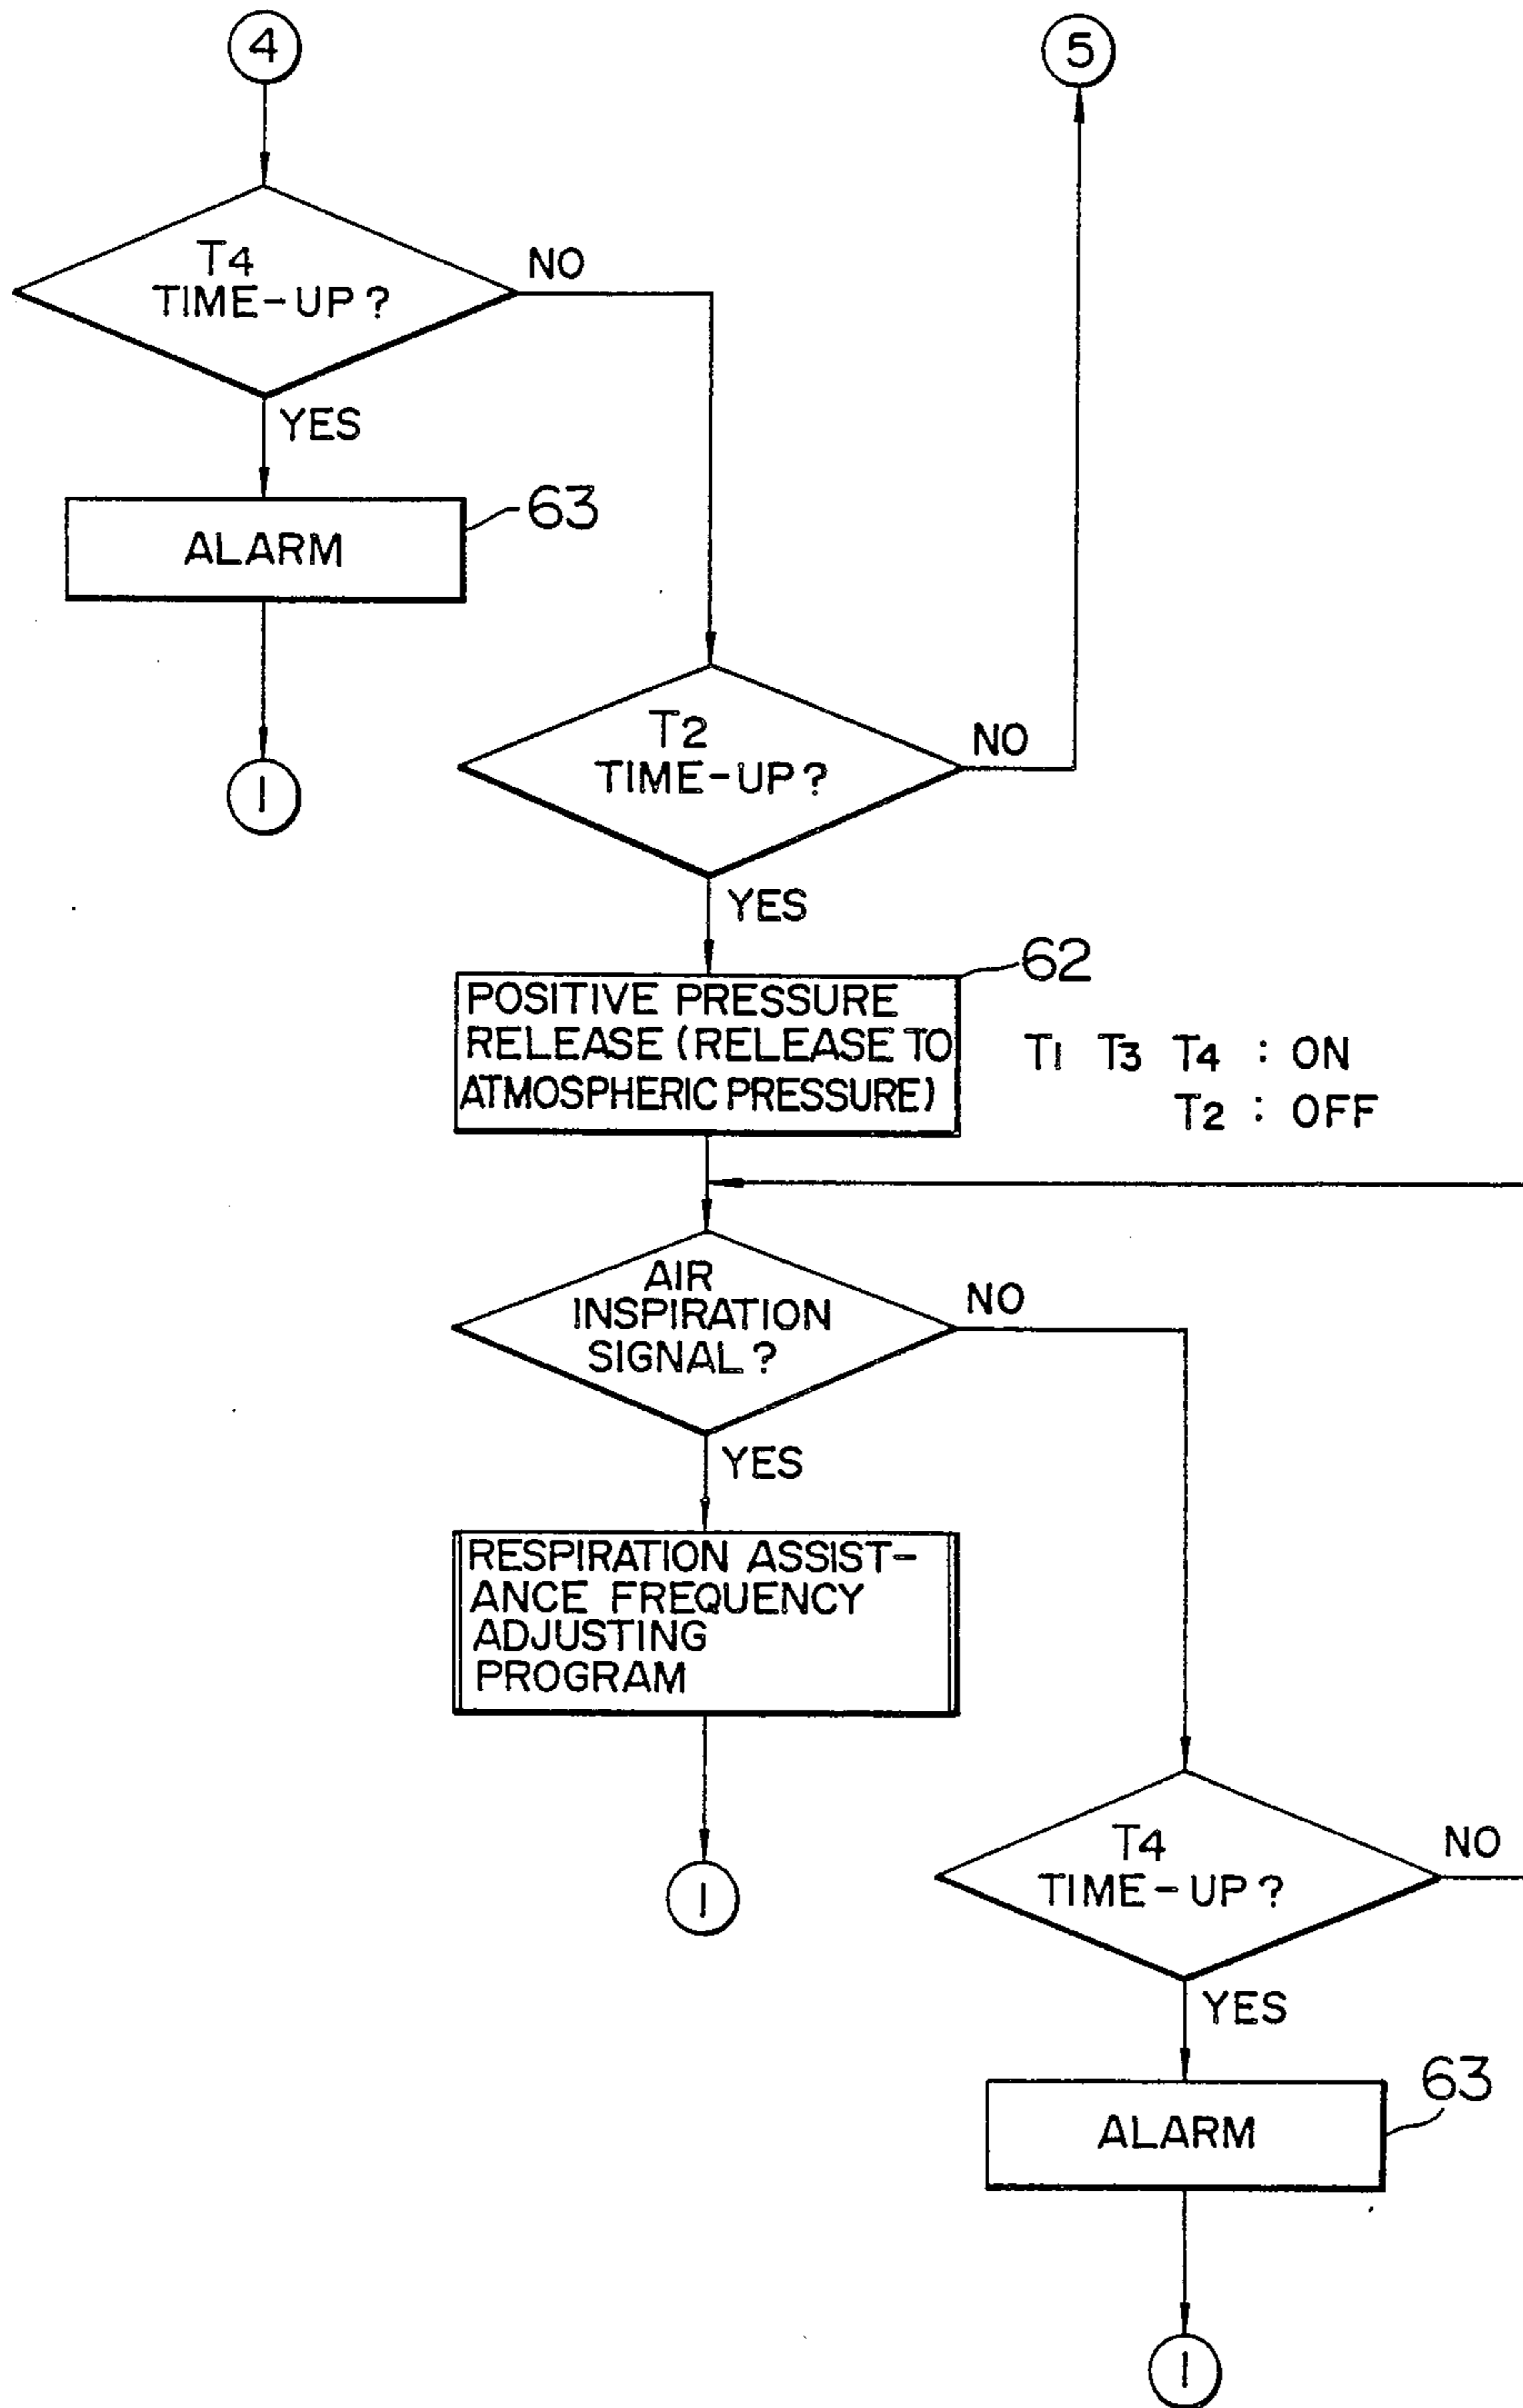 4
5
T4
TIME-UP?
NO
YES
63
ALARM
1
T2
TIME-UP?
NO
YES
62
POSITIVE PRESSURE
RELEASE (RELEASE TO
ATMOSPHERIC PRESSURE)
T1 T3 T4 : ON
T2 : OFF
AIR
INSPIRATION
SIGNAL?
NO
YES
RESPIRATION ASSIST-
ANCE FREQUENCY
ADJUSTING
PROGRAM
1
T4
TIME-UP?
NO
YES
63
ALARM
1